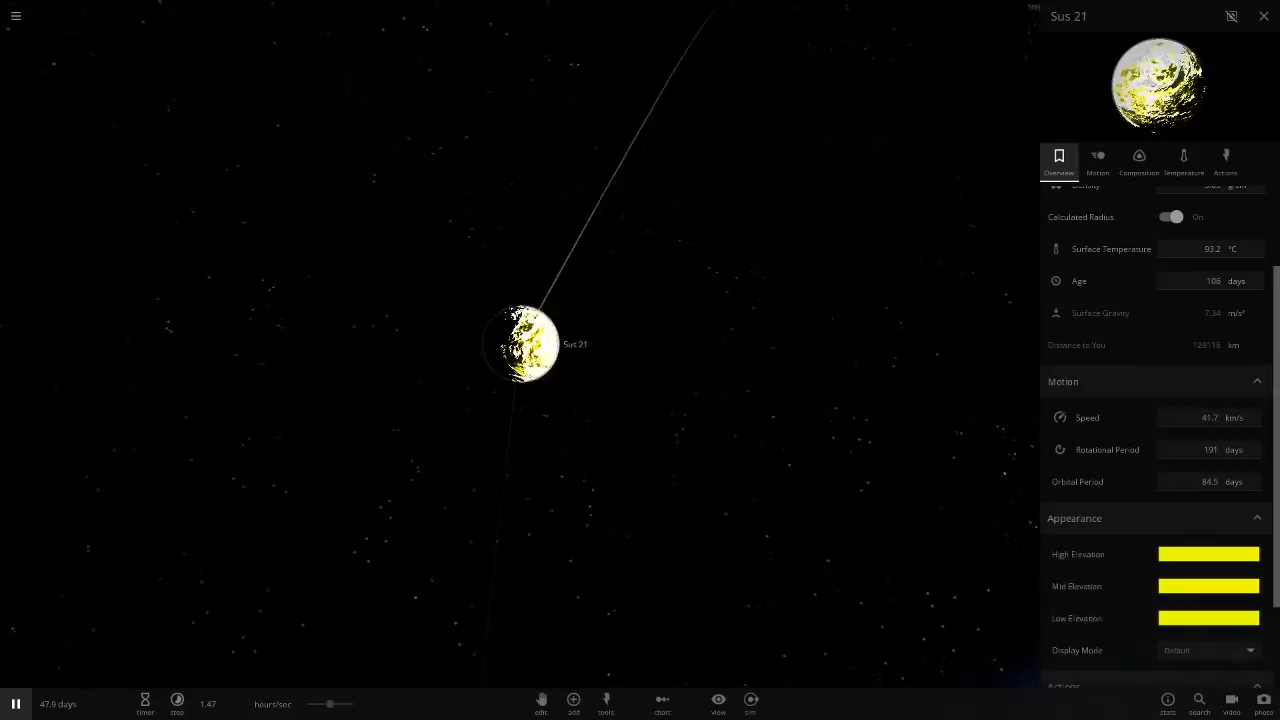 Sus 21
Overview
Motion
Composition
Temperature
Actions
Density
Calculated Radius On
Surface Temperature 93.2 °C
Age 106 days
Surface Gravity 7.34 m/s²
Distance to You 129116 km
Sus 21
Motion
Speed 41.7 km/s
Rotational Period 191 days
Orbital Period 84.5 days
Appearance
High Elevation
Mid Elevation
Low Elevation
Display Mode Default
Actions
47.9 days
timer
step
1.47 hours/sec
edit
add
tools
chart
view
sim
stats
search
video
photo